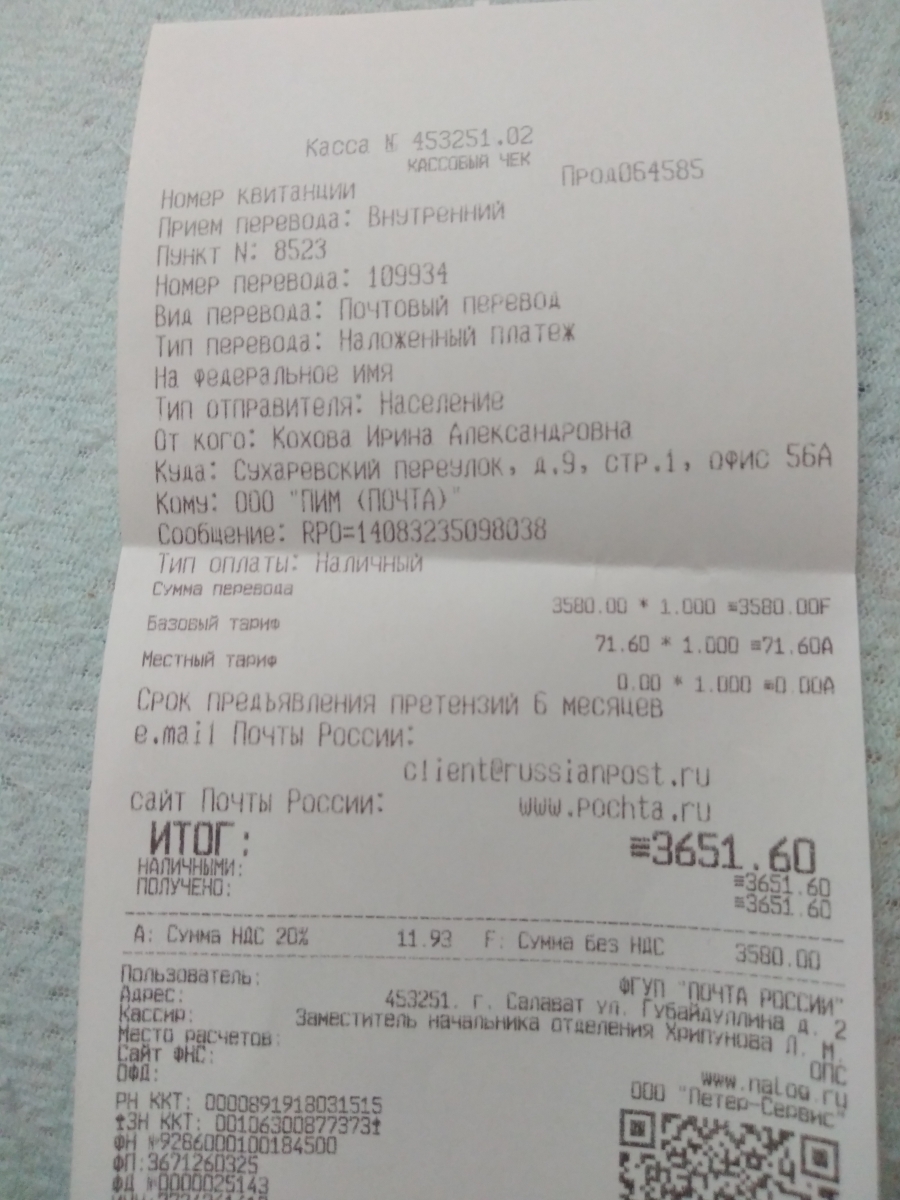 Касса № 453251.02
КАССОВЫЙ ЧЕК
Номер квитанции Прод064585
Прием перевода: Внутренний
Пункт N: 8523
Номер перевода: 109934
Вид перевода: Почтовый перевод
Тип перевода: Наложенный платеж
На федеральное имя
Тип отправителя: Население
От кого: Кохова Ирина Александровна
Куда: Сухаревский переулок, д.9, СТР.1, ОФИС 56А
Кому: ООО "ПИМ (ПОЧТА)"
Сообщение: RPO=14083235098038
Тип оплаты: Наличный
Сумма перевода
3580.00 * 1.000 ≡3580.00F
Базовый тариф
71.60 * 1.000 ≡71.60A
Местный тариф
0.00 * 1.000 ≡0.00A
Срок предъявления претензий 6 месяцев
e.mail Почты России:
client@russianpost.ru
сайт Почты России: www.pochta.ru
ИТОГ: ≡3651.60
НАЛИЧНЫМИ: ≡3651.60
ПОЛУЧЕНО: ≡3651.60
A: Сумма НДС 20% 11.93 F: Сумма без НДС 3580.00
Пользователь: ФГУП "ПОЧТА РОССИИ"
Адрес: 453251. г. Салават ул. Губайдуллина д. 2
Кассир: Заместитель начальника отделения Хрипунова Л. М.
Место расчетов: ОПС
Сайт ФНС: www.nalog.ru
ОФД: ООО "Петер-Сервис"
РН ККТ: 0000891918031515
ЗН ККТ: 00106300877373
ФН №9286000100184500
ФП:3671260325
ФД №0000025143